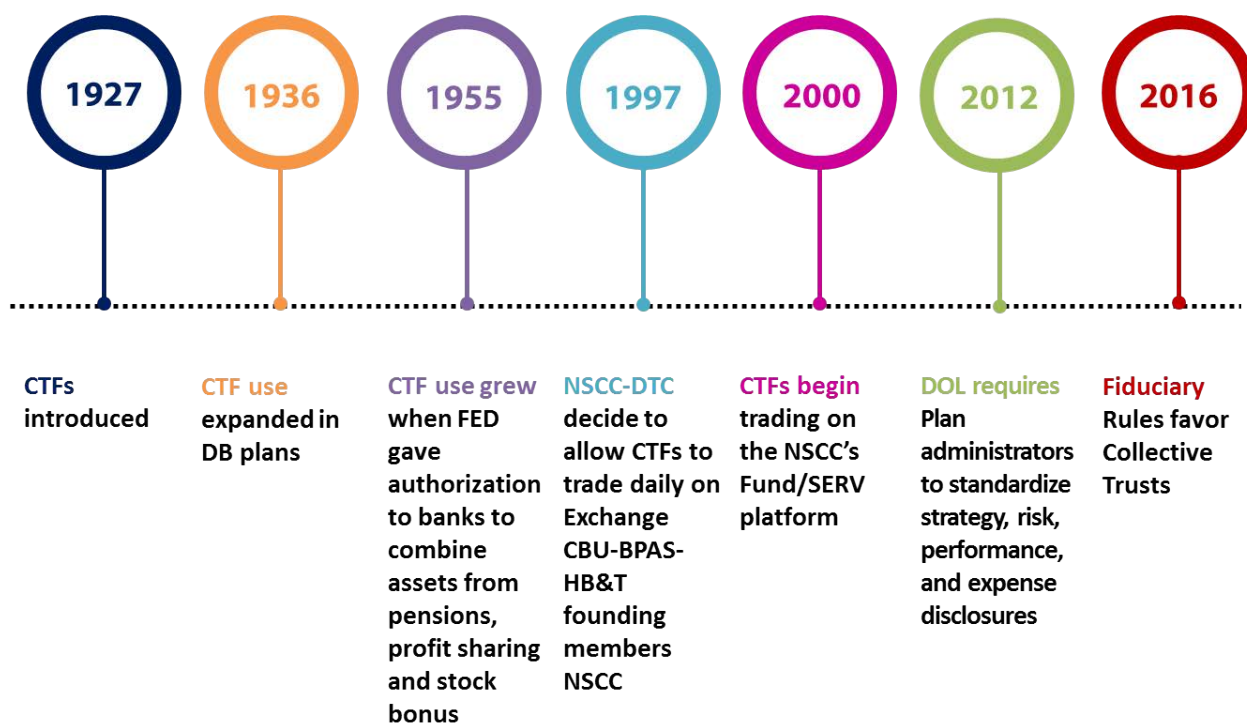 1927
1936
1955
1997
2000
2012
2016
CTFs
introduced
CTF use
expanded in
DB plans
CTF use grew
when FED
gave
authorization
to banks to
combine
assets from
pensions,
profit sharing
and stock
bonus
NSCC-DTC
decide to
allow CTFs to
trade daily on
Exchange
CBU-BPAS-
HB&T
founding
members
NSCC
CTFs begin
trading on
the NSCC’s
Fund/SERV
platform
DOL requires
Plan
administrators
to standardize
strategy, risk,
performance,
and expense
disclosures
Fiduciary
Rules favor
Collective
Trusts